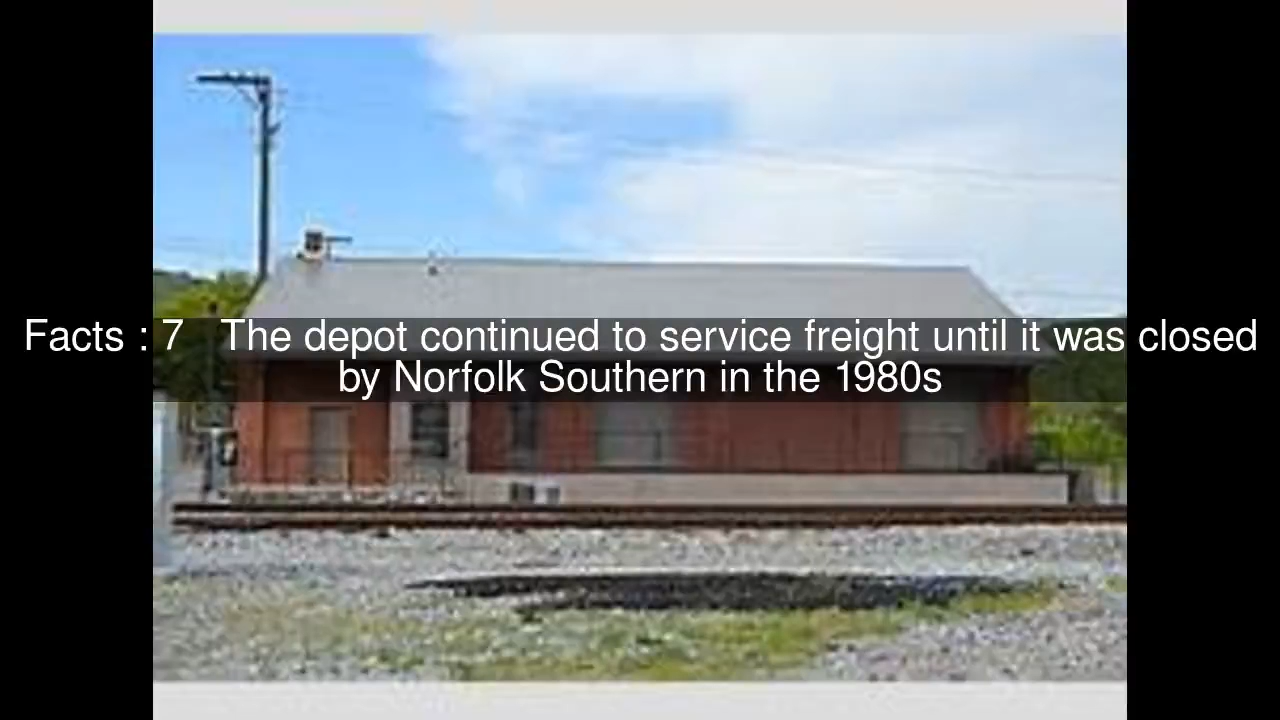 Facts : 7   The depot continued to service freight until it was closed
by Norfolk Southern in the 1980s